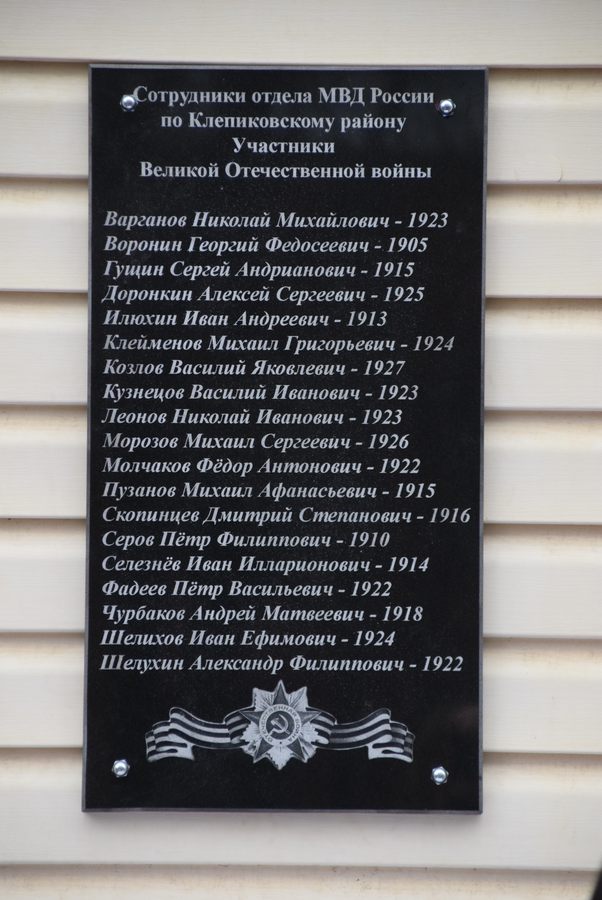 Сотрудники отдела МВД России
по Клепиковскому району
Участники
Великой Отечественной войны
Варганов Николай Михайлович - 1923
Воронин Георгий Федосеевич - 1905
Гущин Сергей Андрианович - 1915
Доронкин Алексей Сергеевич - 1925
Илюхин Иван Андреевич - 1913
Клейменов Михаил Григорьевич - 1924
Козлов Василий Яковлевич - 1927
Кузнецов Василий Иванович - 1923
Леонов Николай Иванович - 1923
Морозов Михаил Сергеевич - 1926
Молчаков Фёдор Антонович - 1922
Пузанов Михаил Афанасьевич - 1915
Скопинцев Дмитрий Степанович - 1916
Серов Пётр Филиппович - 1910
Селезнёв Иван Илларионович - 1914
Фадеев Пётр Васильевич - 1922
Чурбаков Андрей Матвеевич - 1918
Шелихов Иван Ефимович - 1924
Шелухин Александр Филиппович - 1922